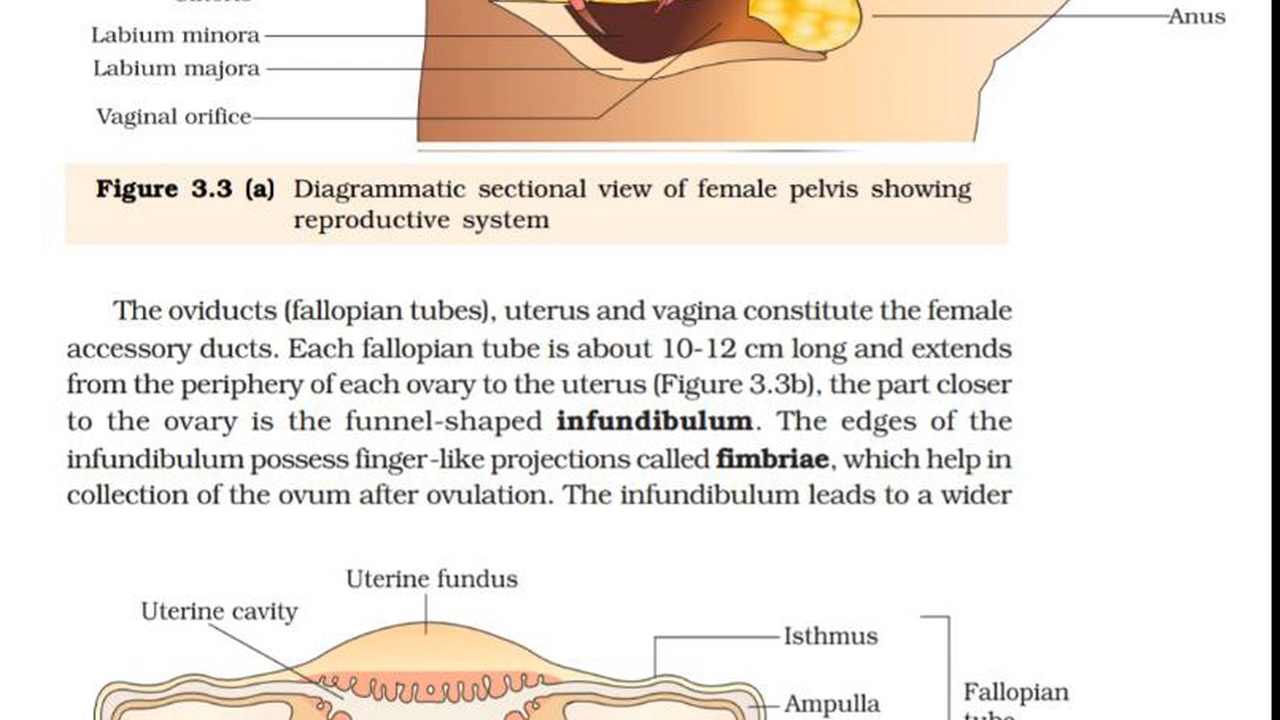 Labium minora
Anus
Labium majora
Vaginal orifice
Figure 3.3 (a) Diagrammatic sectional view of female pelvis showing
reproductive system
The oviducts (fallopian tubes), uterus and vagina constitute the female
accessory ducts. Each fallopian tube is about 10-12 cm long and extends
from the periphery of each ovary to the uterus (Figure 3.3b), the part closer
to the ovary is the funnel-shaped infundibulum. The edges of the
infundibulum possess finger-like projections called fimbriae, which help in
collection of the ovum after ovulation. The infundibulum leads to a wider
Uterine fundus
Uterine cavity
Isthmus
Ampulla
Fallopian